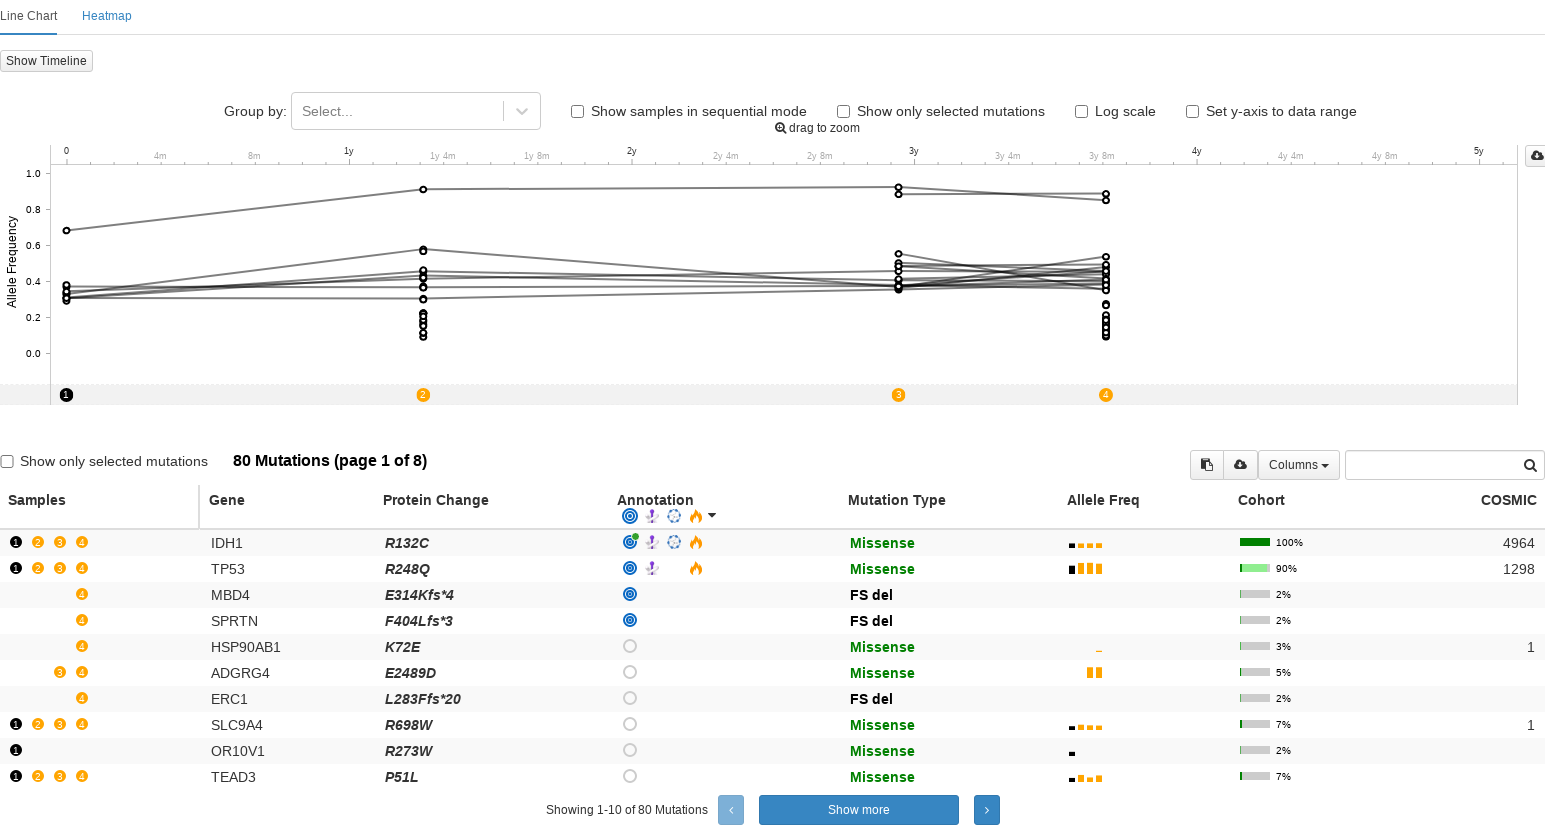 Line Chart Heatmap
Show Timeline
Group by: Select... Show samples in sequential mode Show only selected mutations Log scale Set y-axis to data range
drag to zoom
0 4m 8m 1y 1y 4m 1y 8m 2y 2y 4m 2y 8m 3y 3y 4m 3y 8m 4y 4y 4m 4y 8m 5y
Allele Frequency
1.0
0.8
0.6
0.4
0.2
0.0
1 2 3 4
Show only selected mutations 80 Mutations (page 1 of 8) Columns
Samples Gene Protein Change Annotation Mutation Type Allele Freq Cohort COSMIC
1 2 3 4 IDH1 R132C Missense 100% 4964
1 2 3 4 TP53 R248Q Missense 90% 1298
4 MBD4 E314Kfs*4 FS del 2%
4 SPRTN F404Lfs*3 FS del 2%
4 HSP90AB1 K72E Missense 3% 1
3 4 ADGRG4 E2489D Missense 5%
4 ERC1 L283Ffs*20 FS del 2%
1 2 3 4 SLC9A4 R698W Missense 7% 1
1 OR10V1 R273W Missense 2%
1 2 3 4 TEAD3 P51L Missense 7%
Showing 1-10 of 80 Mutations ‹ Show more ›